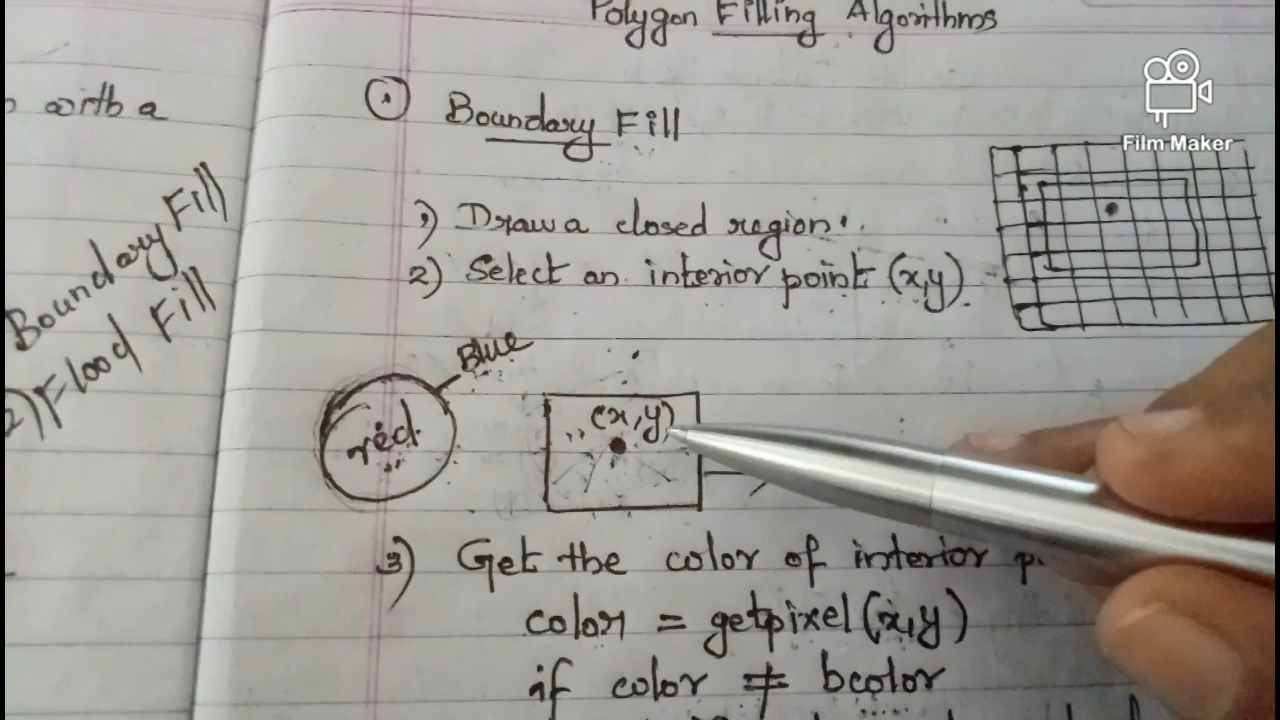 Polygon Filling Algorithms
with a
① Boundary Fill
Boundary Fill
2) Flood Fill
1) Draw a closed region.
2) Select an interior point (x,y).
Blue
red
(x,y)
3) Get the color of interior
color = getpixel(x,y)
if color ≠ bcolor
Film Maker